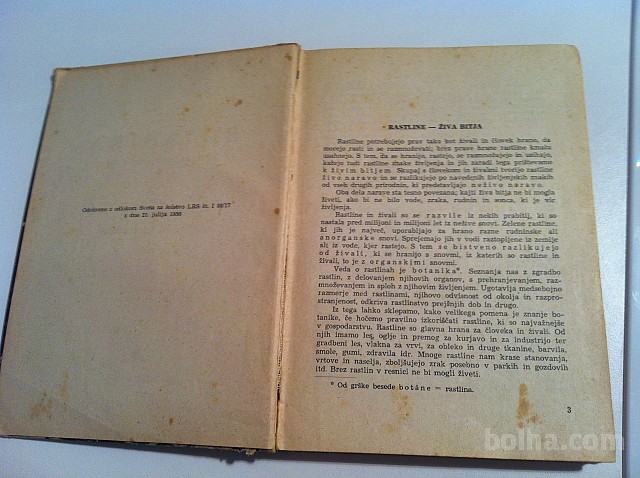 Odobreno z odlokom Sveta za šolstvo LRS št. I
z dne 21. julija 1956
RASTLINE — ŽIVA BITJA
Rastline potrebujejo prav tako kot živali in človek hrano, da
morejo rasti in se razmnoževati; brez prave hrane rastline kmalu
usahnejo. S tem, da se hranijo, rastejo, se razmnožujejo in usihajo,
kažejo tudi rastline znake življenja in jih zaradi tega prištevamo
k živim bitjem. Skupaj s človekom in živalmi tvorijo rastline
živo naravo in se razlikujejo po navedenih življenjskih znakih
od vseh drugih prirodnin, ki predstavljajo neživo naravo.
Oba dela narave sta tesno povezana; kajti živa bitja ne bi mogla
živeti, ako bi ne bilo vode, zraka, rudnin in sonca, ki je vir
življenja.
Rastline in živali so se razvile iz nekih prabitij, ki so
nastala pred milijoni in milijoni let iz nežive snovi. Zelene rastline,
ki jih je največ, uporabljajo za hrano razne rudninske ali
anorganske snovi. Sprejemajo jih v vodi raztopljene iz zemlje
ali iz vode, kjer rastejo. S tem se bistveno razlikujejo
od živali, ki se hranijo s snovmi, iz katerih so rastline in
živali, to je z organskimi snovmi.
Veda o rastlinah je botanika*. Seznanja nas z zgradbo
rastlin, z delovanjem njihovih organov, s prehranjevanjem, raz-
množevanjem in sploh z njihovim življenjem. Ugotavlja medsebojno
razmerje med rastlinami, njihovo odvisnost od okolja in razpro-
stranjenost, odkriva rastlinstvo prejšnjih dob in drugo.
Iz tega lahko sklepamo, kako velikega pomena je znanje bo-
tanike, če hočemo pravilno izkoriščati rastline, ki so najvažnejše
v gospodarstvu. Rastline so glavna hrana za človeka in živali. Od
njih imamo les, oglje in premog za kurjavo in za industrijo ter
gradbeni les, vlakna za vrvi, za obleko in druge tkanine, barvila,
smole, gumi, zdravila idr. Mnoge rastline nam krase stanovanja,
vrtove in naselja, zboljšujejo zrak posebno v parkih in gozdovih
itd. Brez rastlin v resnici ne bi mogli živeti.
* Od grške besede botáne = rastlina.
3
bolha.com